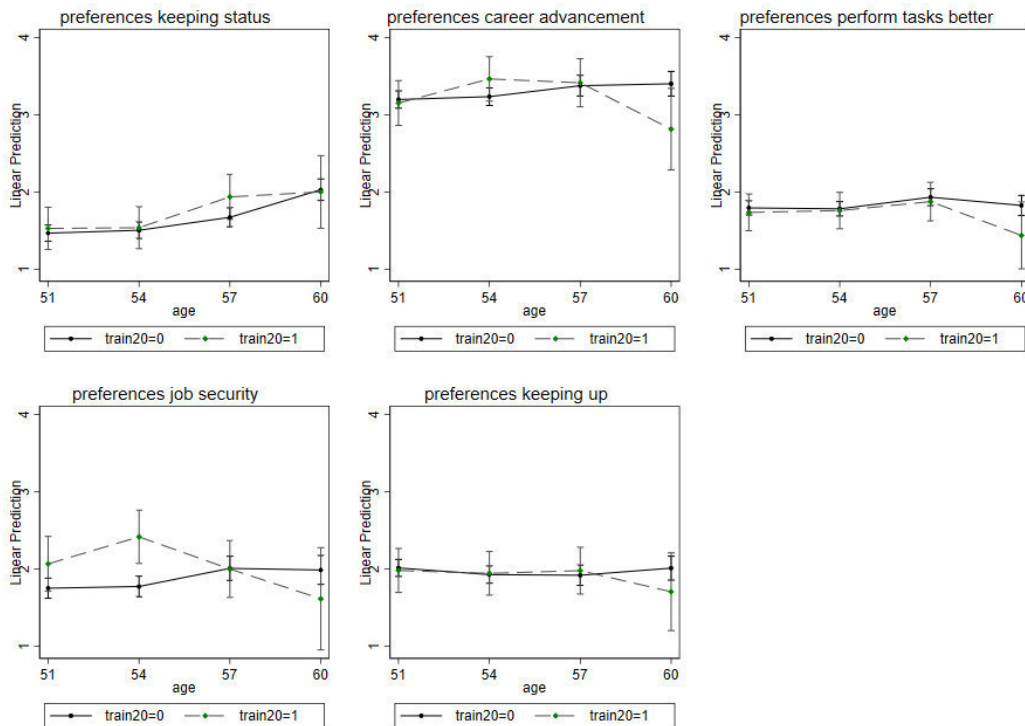 preferences keeping status
Linear Prediction
4
3
2
1
51 54 57 60
age
train20=0 train20=1
preferences career advancement
Linear Prediction
4
3
2
1
51 54 57 60
age
train20=0 train20=1
preferences perform tasks better
Linear Prediction
4
3
2
1
51 54 57 60
age
train20=0 train20=1
preferences job security
Linear Prediction
4
3
2
1
51 54 57 60
age
train20=0 train20=1
preferences keeping up
Linear Prediction
4
3
2
1
51 54 57 60
age
train20=0 train20=1